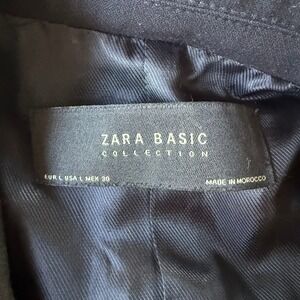 ZARA BASIC
COLLECTION
EUR L USA L MEX 30
MADE IN MOROCCO